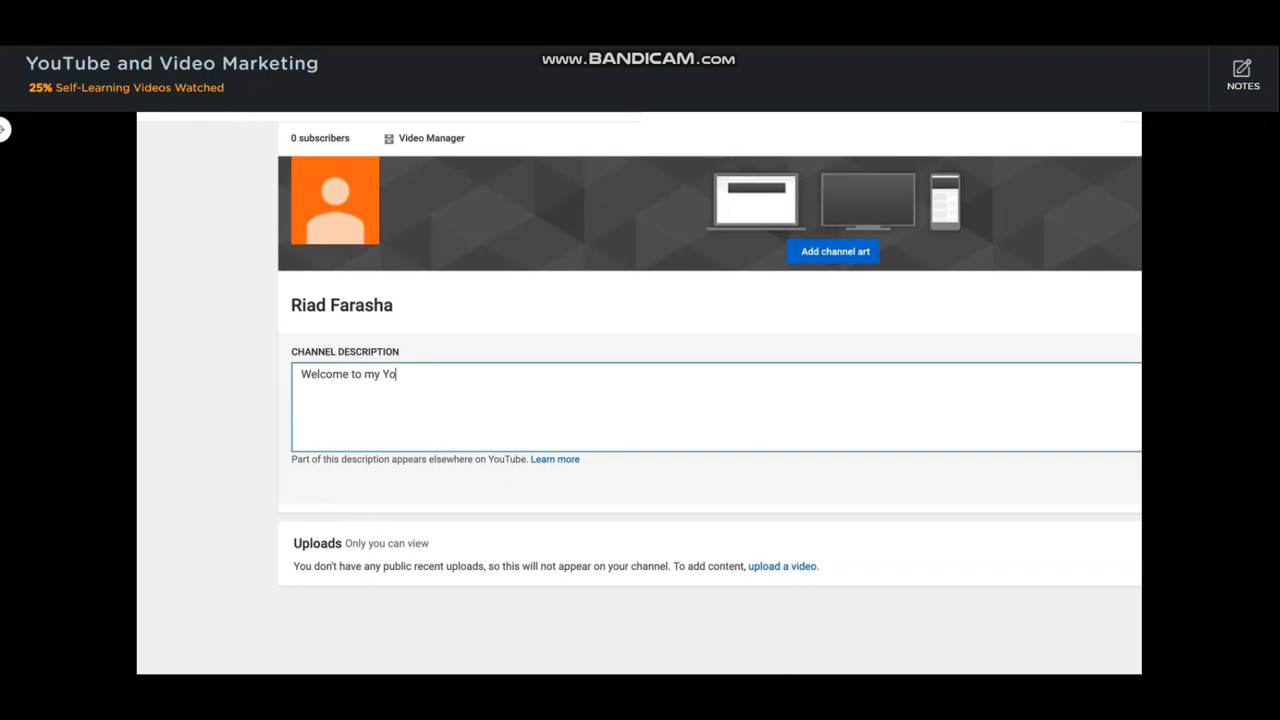 www.BANDICAM.com
YouTube and Video Marketing
25% Self-Learning Videos Watched
NOTES
0 subscribers
Video Manager
Add channel art
Riad Farasha
CHANNEL DESCRIPTION
Welcome to my Yo
Part of this description appears elsewhere on YouTube. Learn more
Uploads Only you can view
You don't have any public recent uploads, so this will not appear on your channel. To add content, upload a video.